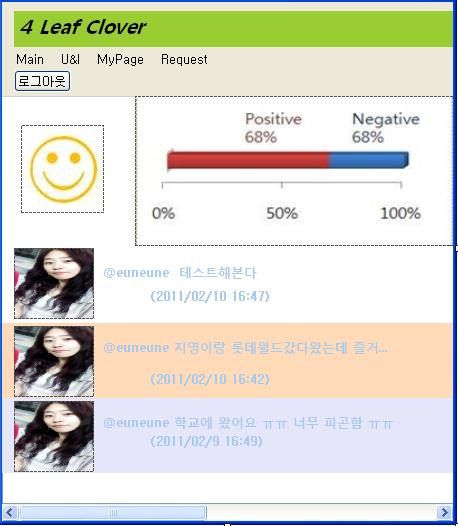 4 Leaf Clover
Main U&I MyPage Request
로그아웃
Positive Negative
68% 68%
0% 50% 100%
@euneune 테스트해본다
(2011/02/10 16:47)
@euneune 지명이랑 롯데월드갔다왔는데 즐거...
(2011/02/10 16:42)
@euneune 학교에 왔어요 ㅠㅠ 너무 피곤함 ㅠㅠ
(2011/02/9 16:49)